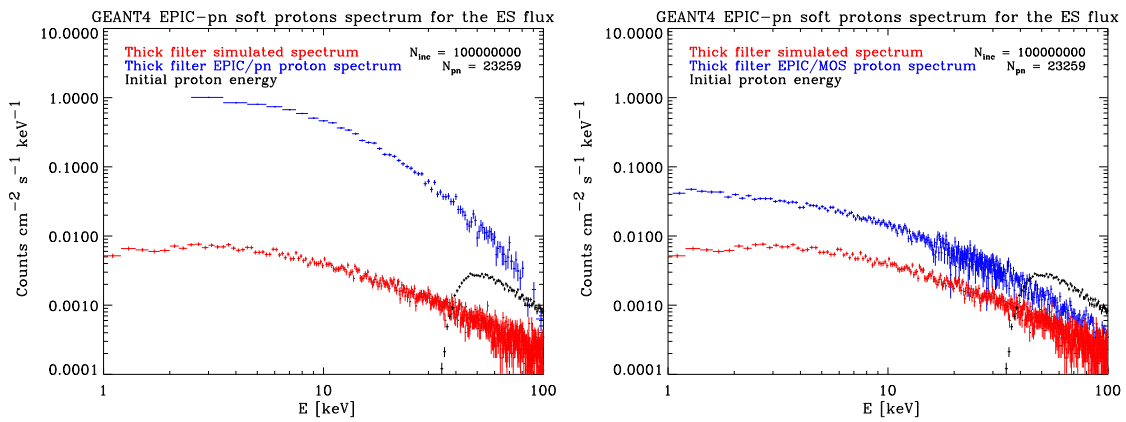 GEANT4 EPIC-pn soft protons spectrum for the ES flux
10.0000
1.0000
0.1000
0.0100
0.0010
0.0001
Counts cm⁻² s⁻¹ keV⁻¹
Thick filter simulated spectrum
Thick filter EPIC/pn proton spectrum
Initial proton energy
N_inc = 100000000
N_pn = 23259
1 10 100
E [keV]
GEANT4 EPIC-pn soft protons spectrum for the ES flux
10.0000
1.0000
0.1000
0.0100
0.0010
0.0001
Counts cm⁻² s⁻¹ keV⁻¹
Thick filter simulated spectrum
Thick filter EPIC/MOS proton spectrum
Initial proton energy
N_inc = 100000000
N_pn = 23259
1 10 100
E [keV]